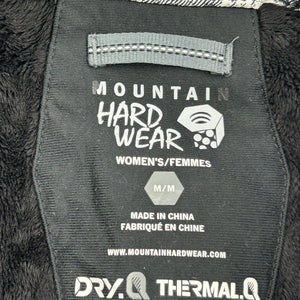 MOUNTAIN
HARD
WEAR
WOMEN'S/FEMMES
M/M
MADE IN CHINA
FABRIQUÉ EN CHINE
WWW.MOUNTAINHARDWEAR.COM
DRY.Q THERMAL.Q